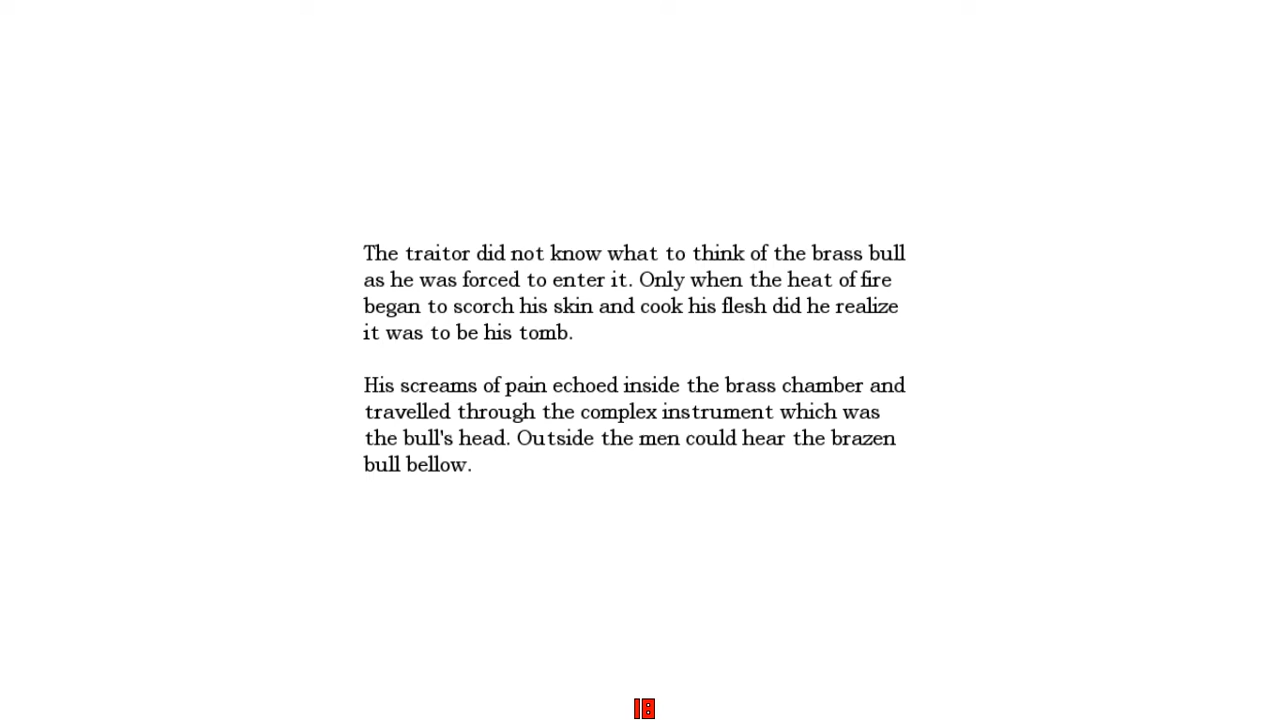 The traitor did not know what to think of the brass bull
as he was forced to enter it. Only when the heat of fire
began to scorch his skin and cook his flesh did he realize
it was to be his tomb.
His screams of pain echoed inside the brass chamber and
travelled through the complex instrument which was
the bull's head. Outside the men could hear the brazen
bull bellow.
18